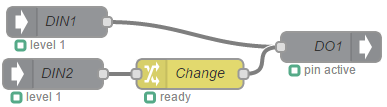 DIN1
level 1
DO1
pin active
DIN2
level 1
Change
ready